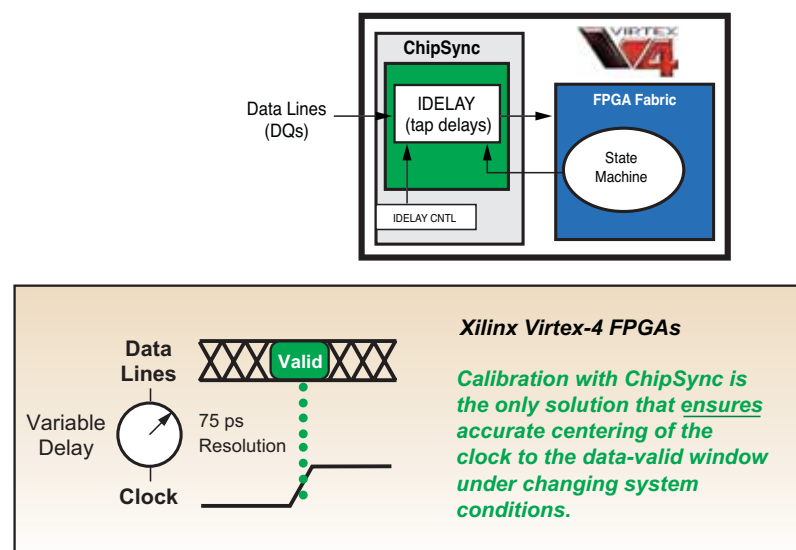 VIRTEX
4
ChipSync
FPGA Fabric
IDELAY
(tap delays)
Data Lines
(DQs)
State
Machine
IDELAY CNTL
Xilinx Virtex-4 FPGAs
Data
Lines
Valid
Calibration with ChipSync is
the only solution that ensures
accurate centering of the
clock to the data-valid window
under changing system
conditions.
Variable
Delay
75 ps
Resolution
Clock